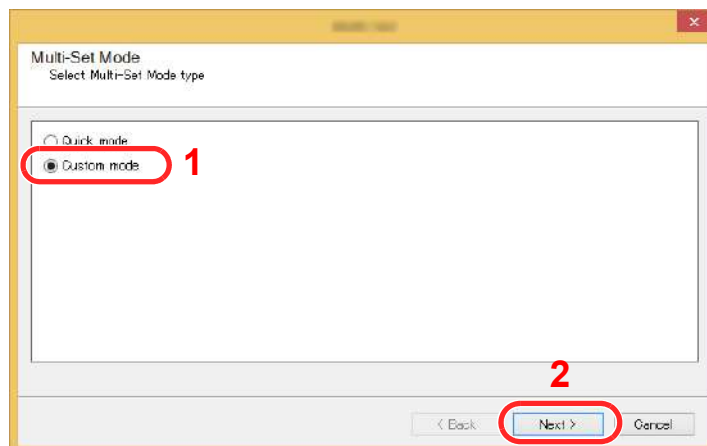 Multi-Set Mode
Select Multi-Set Mode type
Quick mode
Custom mode
1
2
< Back
Next >
Cancel